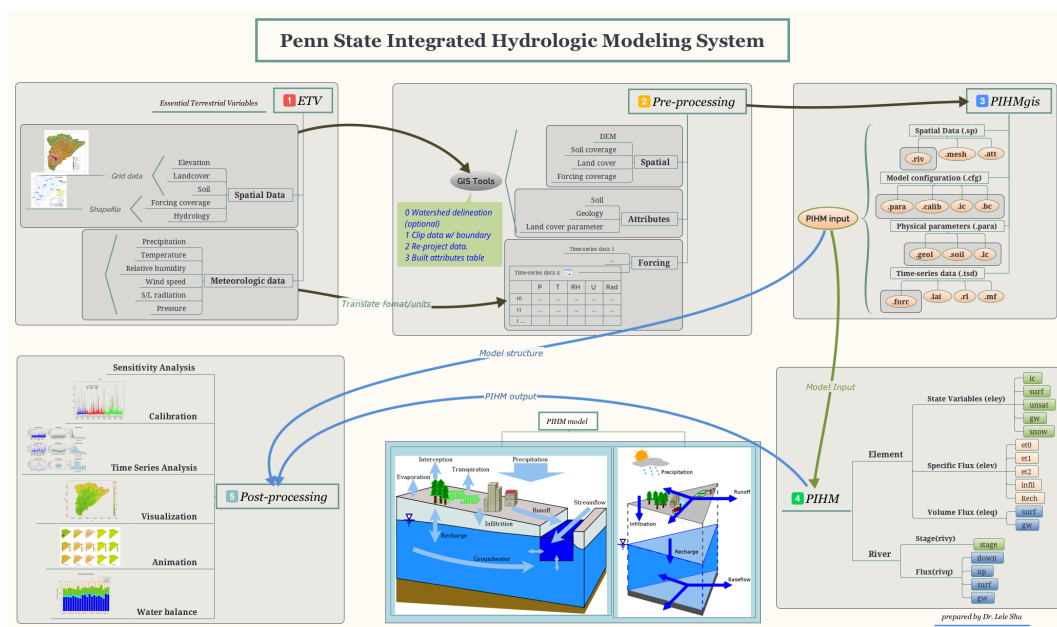 Penn State Integrated Hydrologic Modeling System
Essential Terrestrial Variables
1 ETV
Elevation
Landcover
Grid data
Soil
Forcing coverage
Shapefile
Hydrology
Spatial Data
Precipitation
Temperature
Relative humidity
Wind speed
S/L radiation
Pressure
Meteorologic data
Translate fomat/units
2 Pre-processing
GIS Tools
0 Watershed delineation
(optional)
1 Clip data w/ boundary
2 Re-project data.
3 Built attributes table
DEM
Soil coverage
Land cover
Forcing coverage
Spatial
Soil
Geology
Land cover parameter
Attributes
Time-series data 1
...
Forcing
Time-series data x
P T RH U Rad
t0 ... ... ... ... ...
t1 ... ... ... ... ...
t ...
3 PIHMgis
PIHM input
Spatial Data (.sp)
.riv .mesh .att
Model configuration (.cfg)
.para .calib .ic .bc
Physical parameters (.para)
.geol .soil .lc
Time-series data (.tsd)
.forc .lai .rl .mf
Model structure
PIHM output
Model Input
Sensitivity Analysis
Calibration
Time Series Analysis
Visualization
Animation
Water balance
5 Post-processing
PIHM model
Interception
Precipitation
Evaporation
Transpiration
Streamflow
Runoff
Infiltration
Recharge
Groundwater
Precipitation
Runoff
Infiltration
Recharge
Baseflow
4 PIHM
Element
State Variables (eley)
ic
surf
unsat
gw
snow
Specific Flux (elev)
et0
et1
et2
infil
Rech
Volume Flux (eleq)
surf
gw
River
Stage(rivy)
stage
Flux(rivq)
down
up
surf
gw
prepared by Dr. Lele Shu